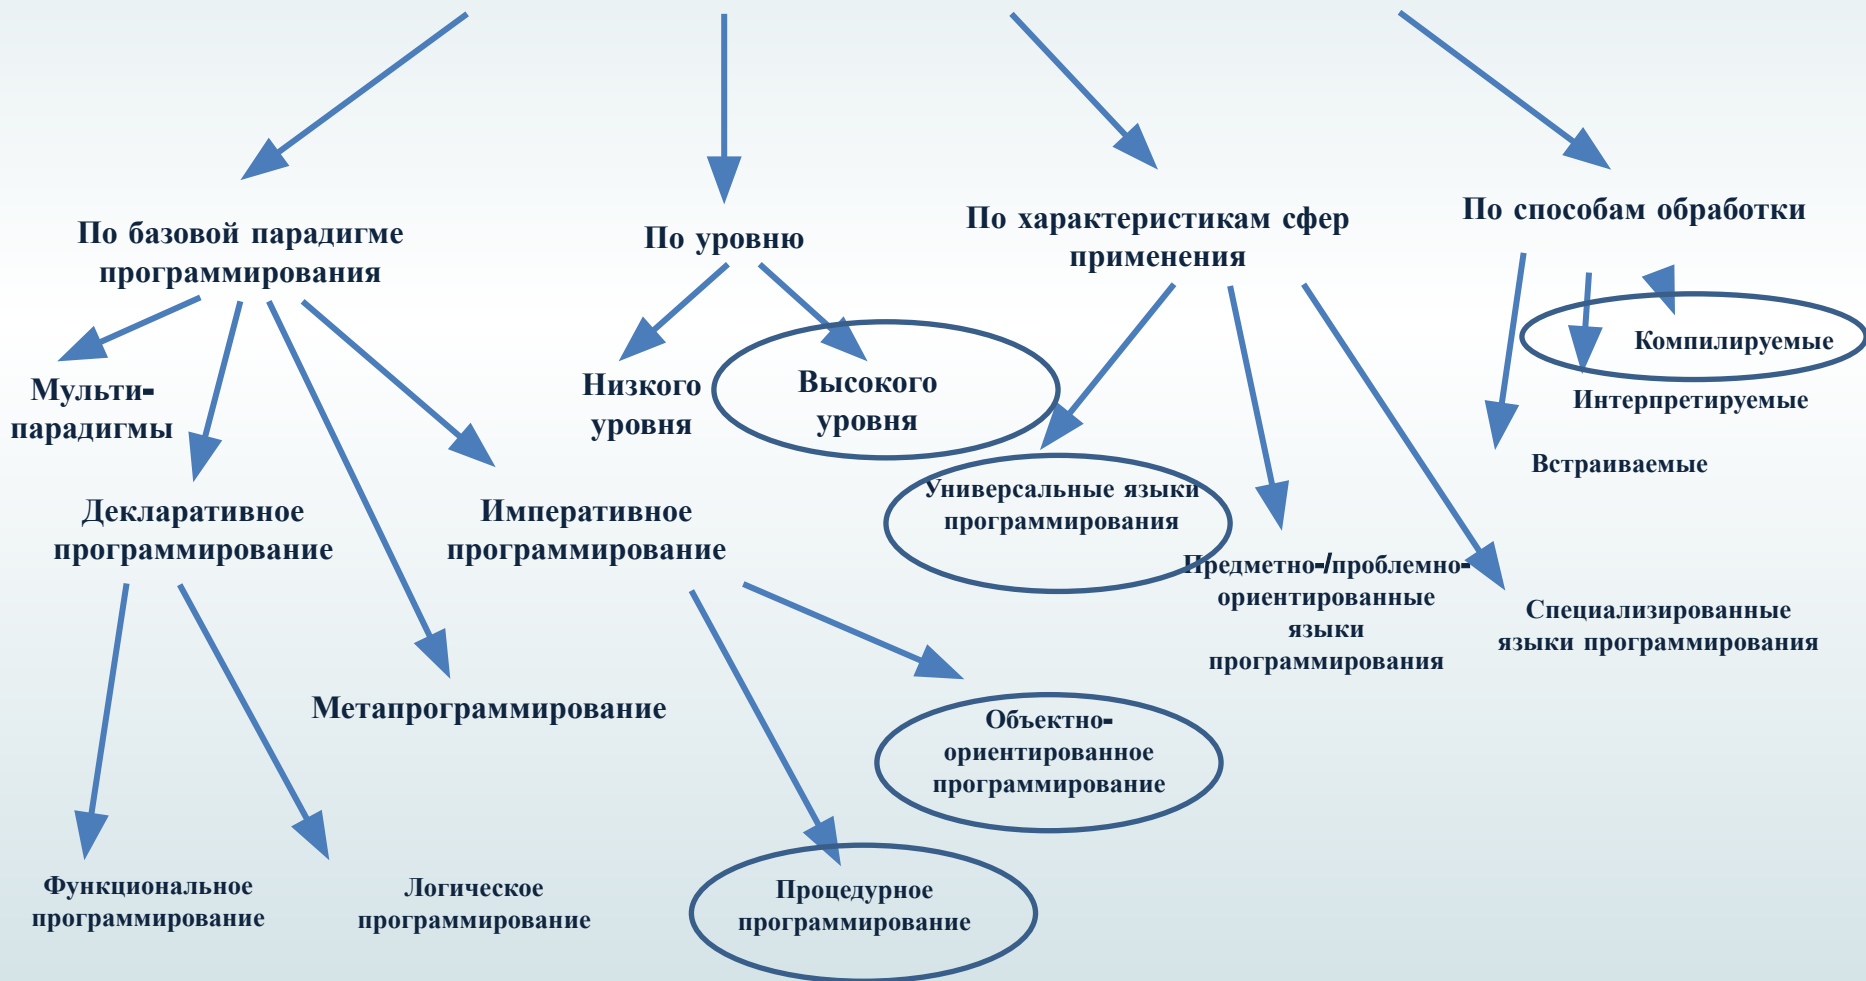 По базовой парадигме
программирования
По уровню
По характеристикам сфер
применения
По способам обработки
Мульти-
парадигмы
Низкого
уровня
Высокого
уровня
Компилируемые
Интерпретируемые
Встраиваемые
Декларативное
программирование
Императивное
программирование
Универсальные языки
программирования
Предметно-/проблемно-
ориентированные
языки
программирования
Специализированные
языки программирования
Метапрограммирование
Объектно-
ориентированное
программирование
Функциональное
программирование
Логическое
программирование
Процедурное
программирование